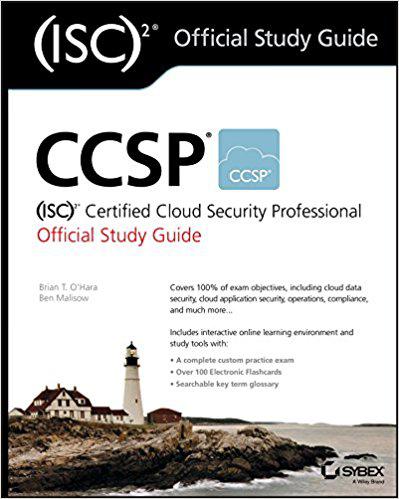 (ISC)²® Official Study Guide
CCSP®
CCSP®
(ISC)²® Certified Cloud Security Professional
Official Study Guide
Brian T. O'Hara
Ben Malisow
Covers 100% of exam objectives, including cloud data
security, cloud application security, operations, compliance,
and much more...
Includes interactive online learning environment and
study tools with:
• A complete custom practice exam
• Over 100 Electronic Flashcards
• Searchable key term glossary
SYBEX
A Wiley Brand